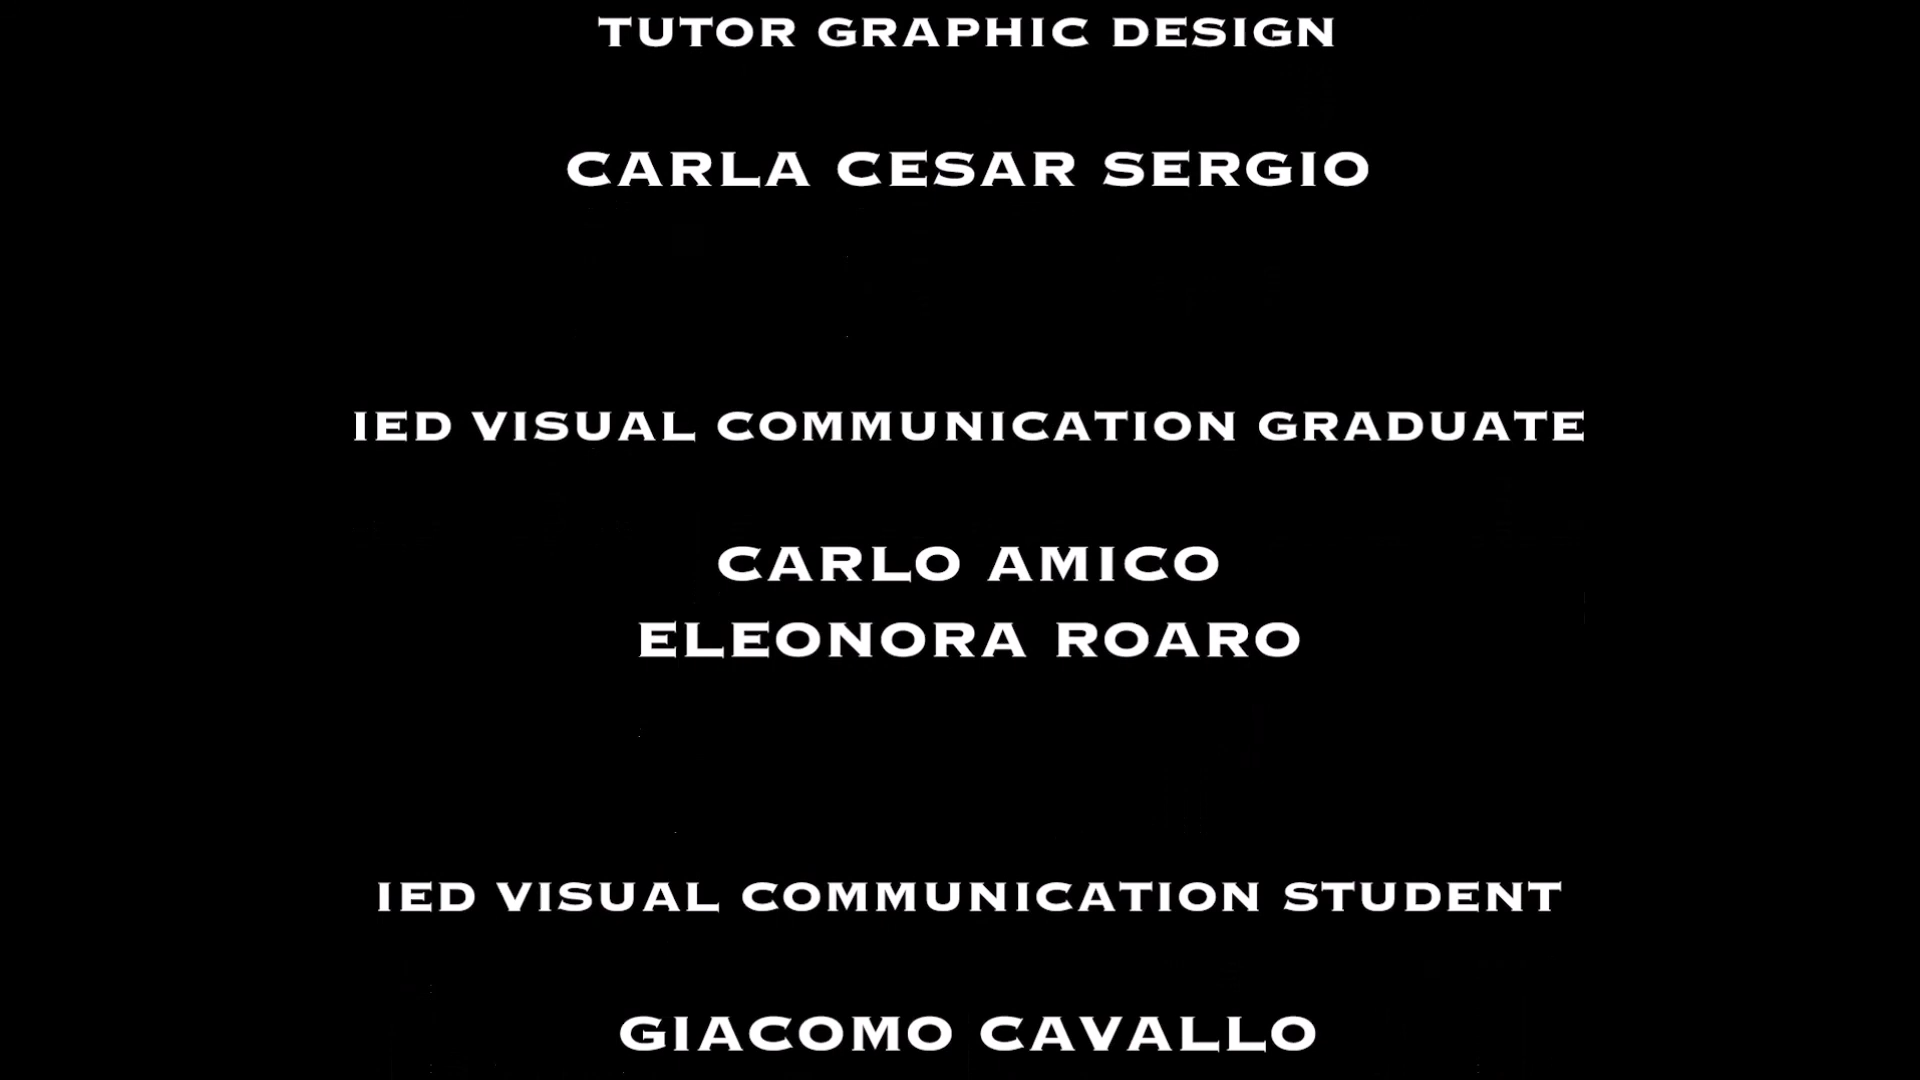 TUTOR GRAPHIC DESIGN
CARLA CESAR SERGIO
IED VISUAL COMMUNICATION GRADUATE
CARLO AMICO
ELEONORA ROARO
IED VISUAL COMMUNICATION STUDENT
GIACOMO CAVALLO